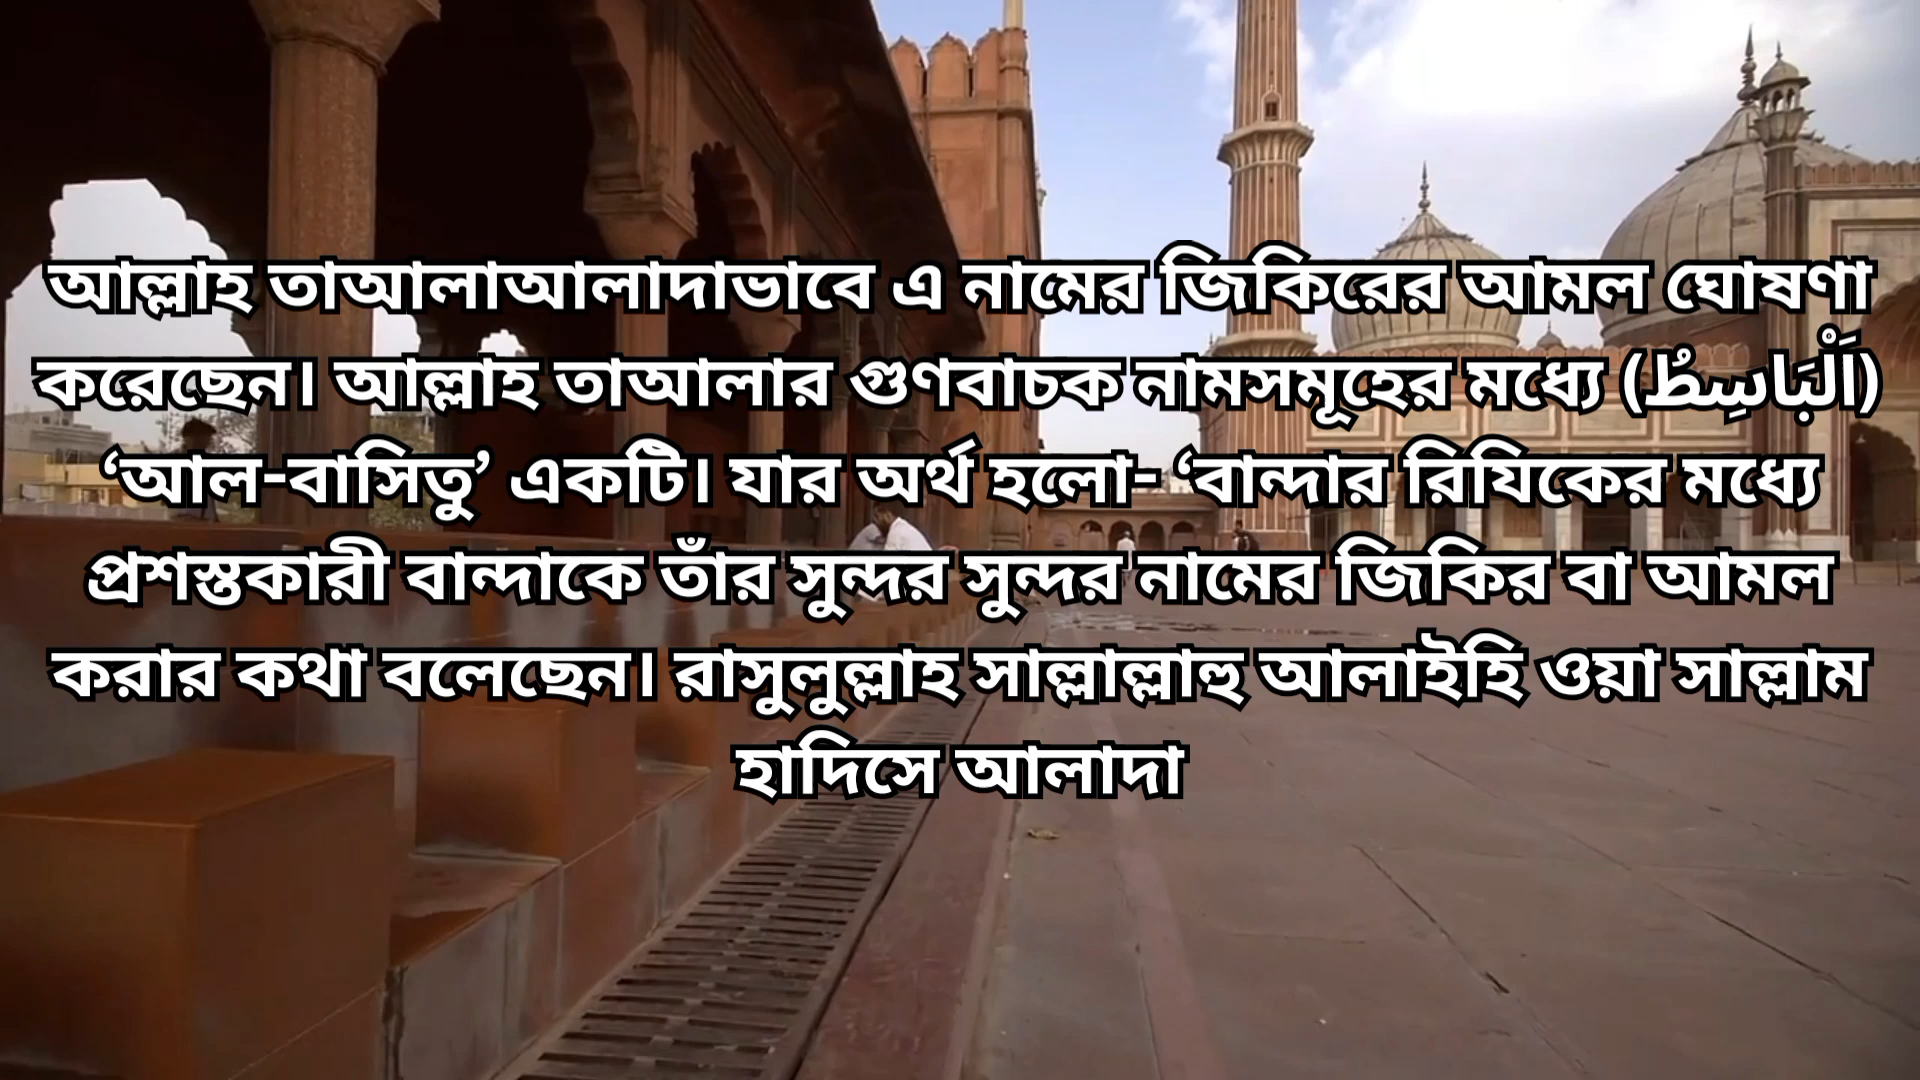 আল্লাহ তাআলাআলাদাভাবে এ নামের জিকিরের আমল ঘোষণা
করেছেন। আল্লাহ তাআলার গুণবাচক নামসমূহের মধ্যে (اَلْبَاسِطُ)
‘আল-বাসিতু’ একটি। যার অর্থ হলো- ‘বান্দার রিযিকের মধ্যে
প্রশস্তকারী বান্দাকে তাঁর সুন্দর সুন্দর নামের জিকির বা আমল
করার কথা বলেছেন। রাসুলুল্লাহ সাল্লাল্লাহু আলাইহি ওয়া সাল্লাম
হাদিসে আলাদা